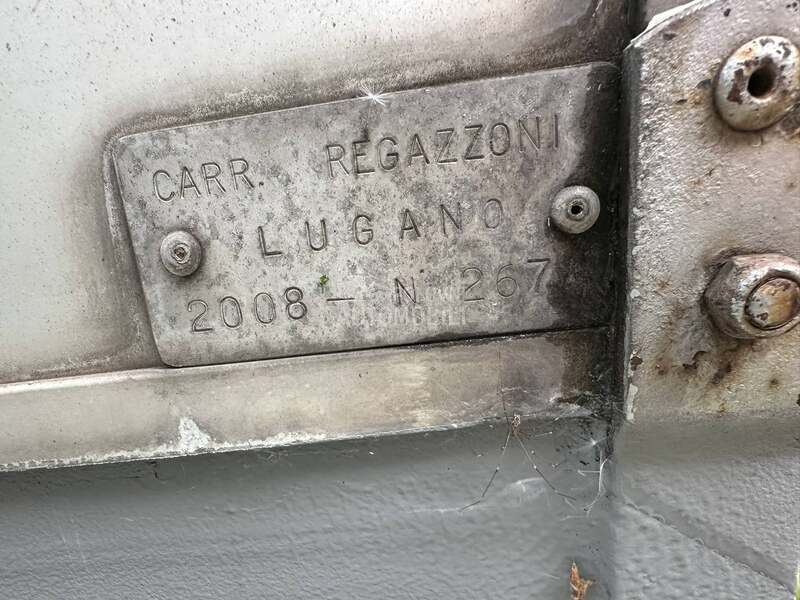 CARR. REGAZZONI
LUGANO
2008 - N 267